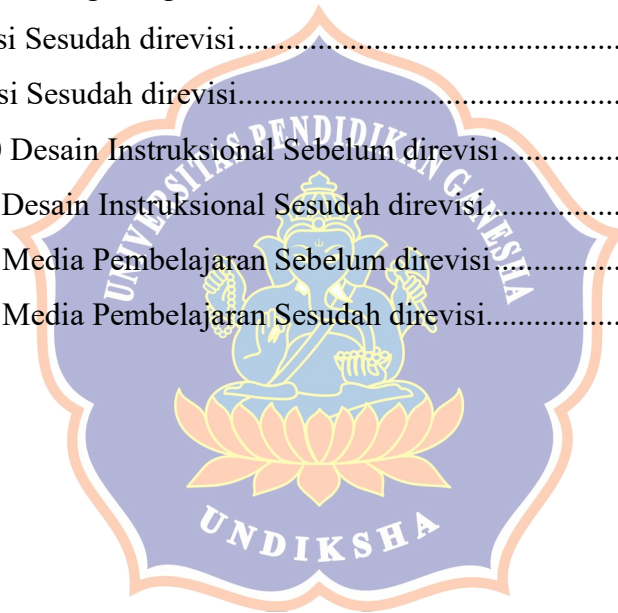 si Sesudah direvisi................................................
si Sesudah direvisi................................................
) Desain Instruksional Sebelum direvisi...............
Desain Instruksional Sesudah direvisi.................
Media Pembelajaran Sebelum direvisi................
Media Pembelajaran Sesudah direvisi.................
UNIVERSITAS PENDIDIKAN GANESHA
UNDIKSHA